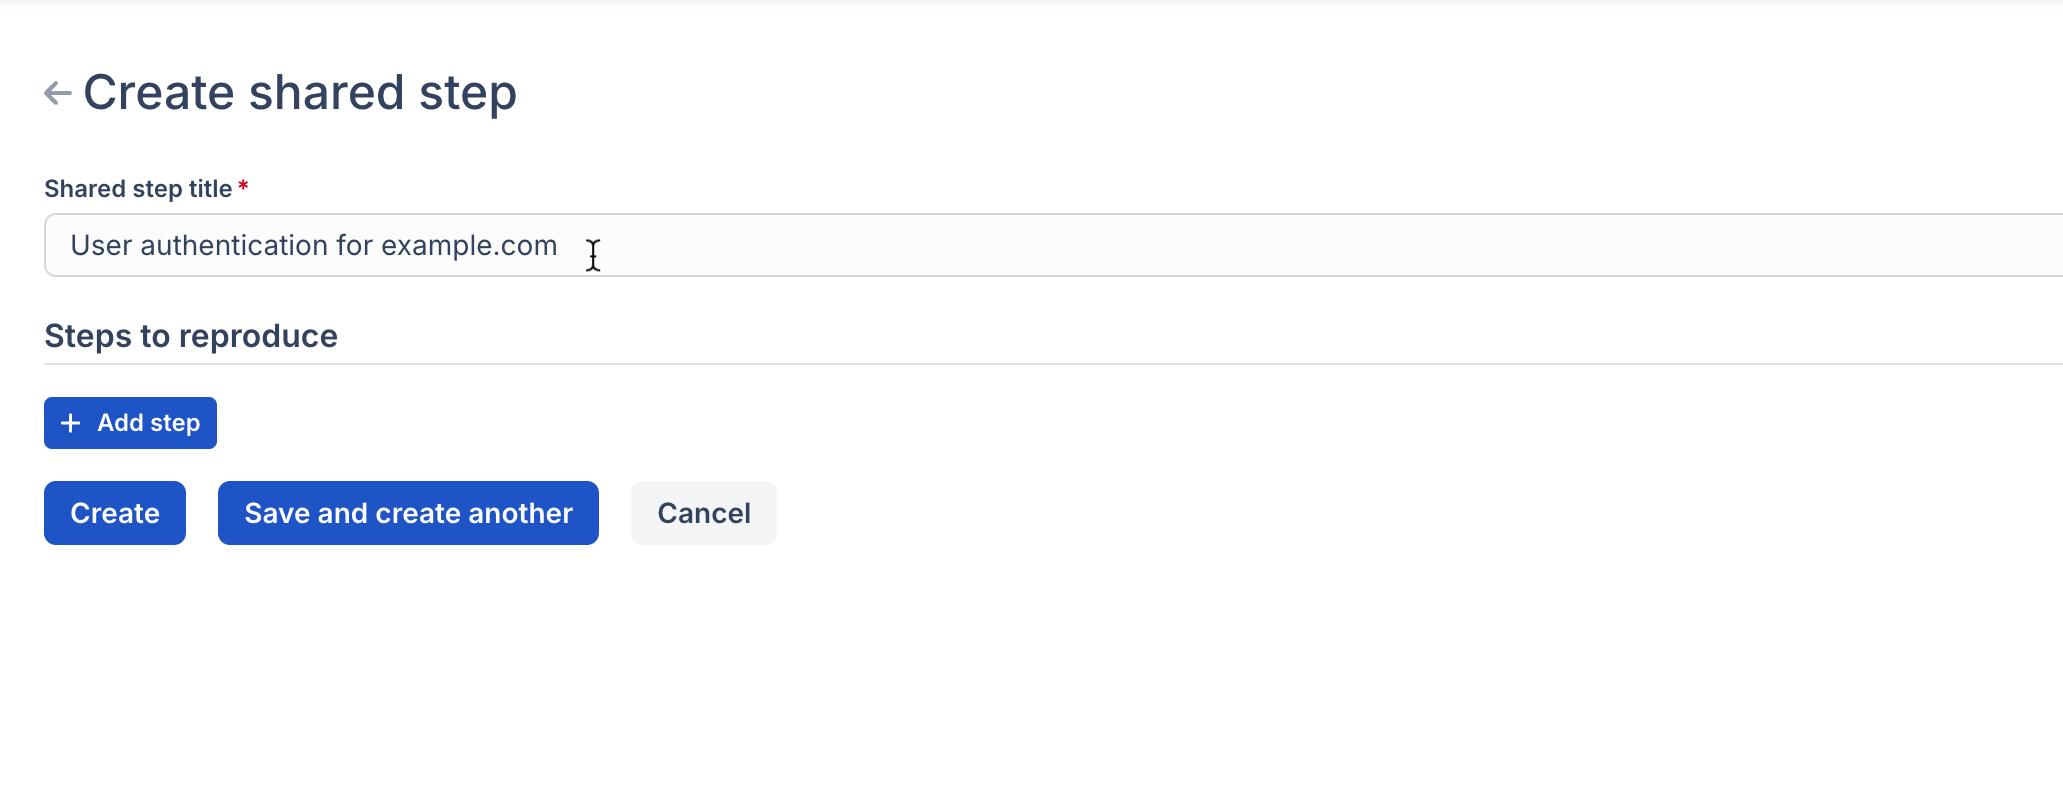 Create shared step
Shared step title *
User authentication for example.com
Steps to reproduce
Add step
Create
Save and create another
Cancel